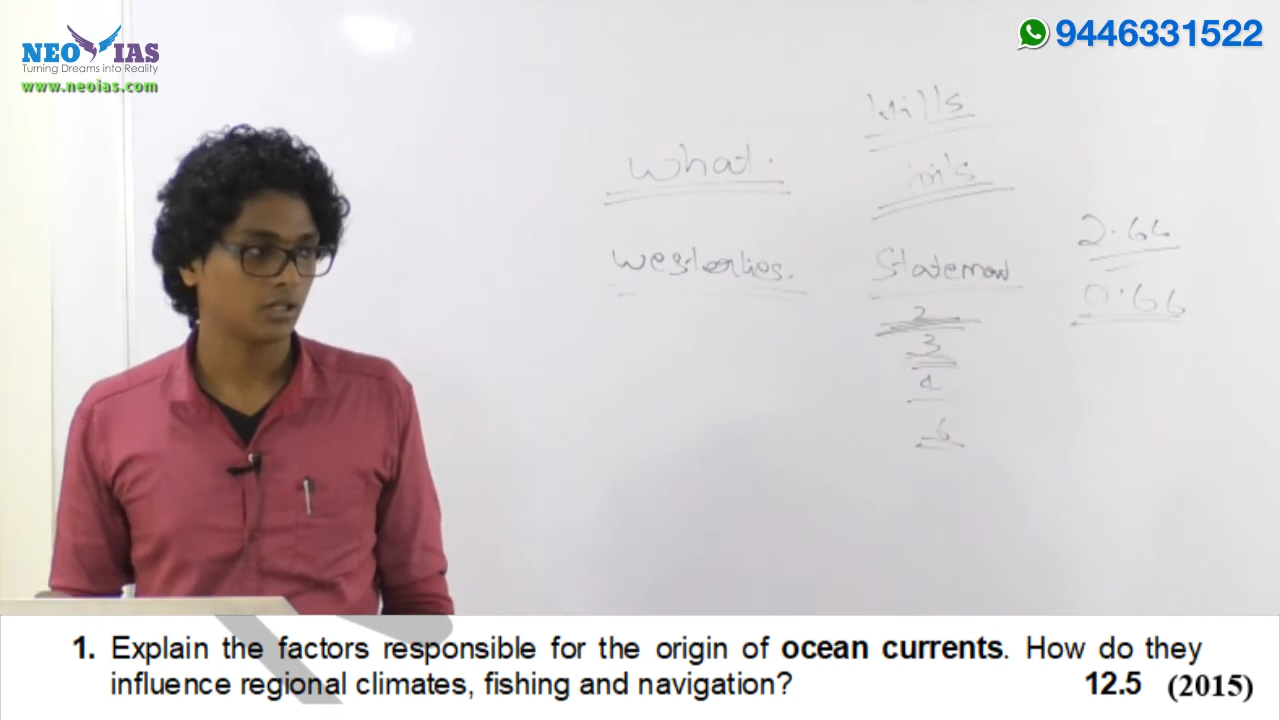 NEO IAS
Turning Dreams into Reality
www.neoias.com
9446331522
What.
Westerlies.
Statement
2
3
6
2.66
0.66
1. Explain the factors responsible for the origin of ocean currents. How do they
influence regional climates, fishing and navigation? 12.5 (2015)